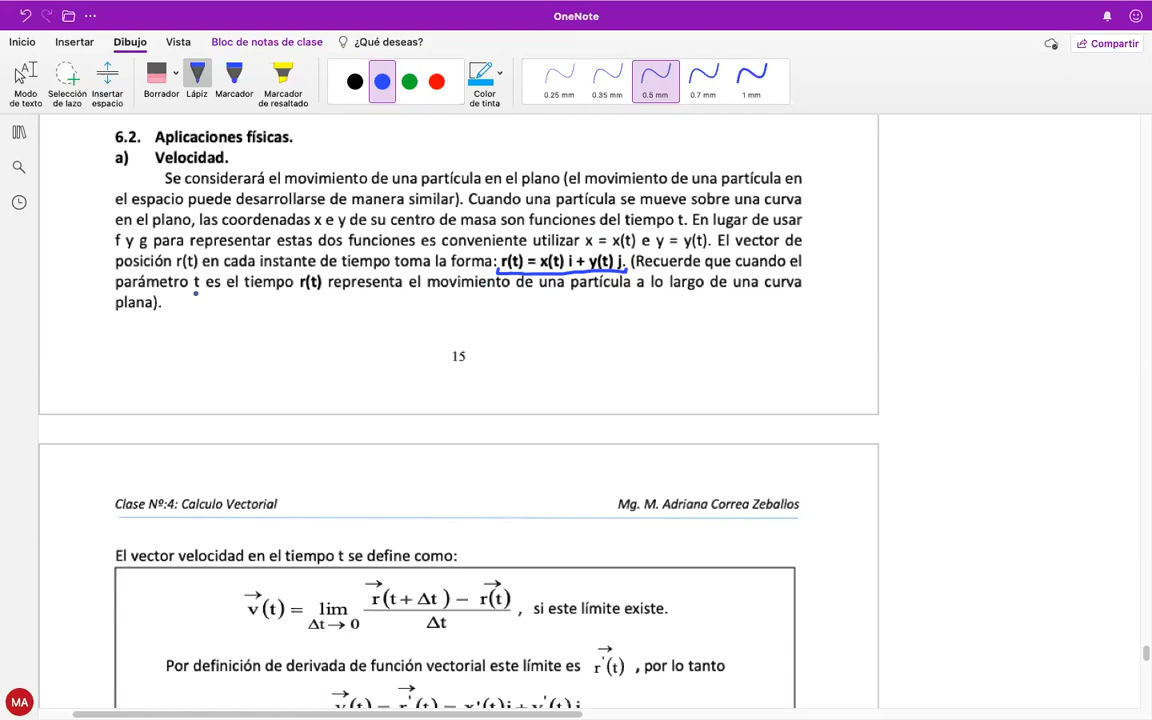 OneNote
Inicio Insertar Dibujo Vista Bloc de notas de clase ¿Qué deseas? Compartir
Modo de texto Selección de lazo Insertar espacio Borrador Lápiz Marcador Marcador de resaltado Color de tinta 0.25 mm 0.35 mm 0.5 mm 0.7 mm 1 mm
6.2. Aplicaciones físicas.
a) Velocidad.
Se considerará el movimiento de una partícula en el plano (el movimiento de una partícula en
el espacio puede desarrollarse de manera similar). Cuando una partícula se mueve sobre una curva
en el plano, las coordenadas x e y de su centro de masa son funciones del tiempo t. En lugar de usar
f y g para representar estas dos funciones es conveniente utilizar x = x(t) e y = y(t). El vector de
posición r(t) en cada instante de tiempo toma la forma: r(t) = x(t) i + y(t) j. (Recuerde que cuando el
parámetro t es el tiempo r(t) representa el movimiento de una partícula a lo largo de una curva
plana).
15
Clase Nº:4: Calculo Vectorial Mg. M. Adriana Correa Zeballos
El vector velocidad en el tiempo t se define como:
v⃗(t) = lim Δt→0 (r⃗(t + Δt) − r⃗(t)) / Δt , si este límite existe.
Por definición de derivada de función vectorial este límite es r⃗'(t) , por lo tanto
v⃗(t) = r⃗'(t) = x'(t)i + y'(t)j
MA